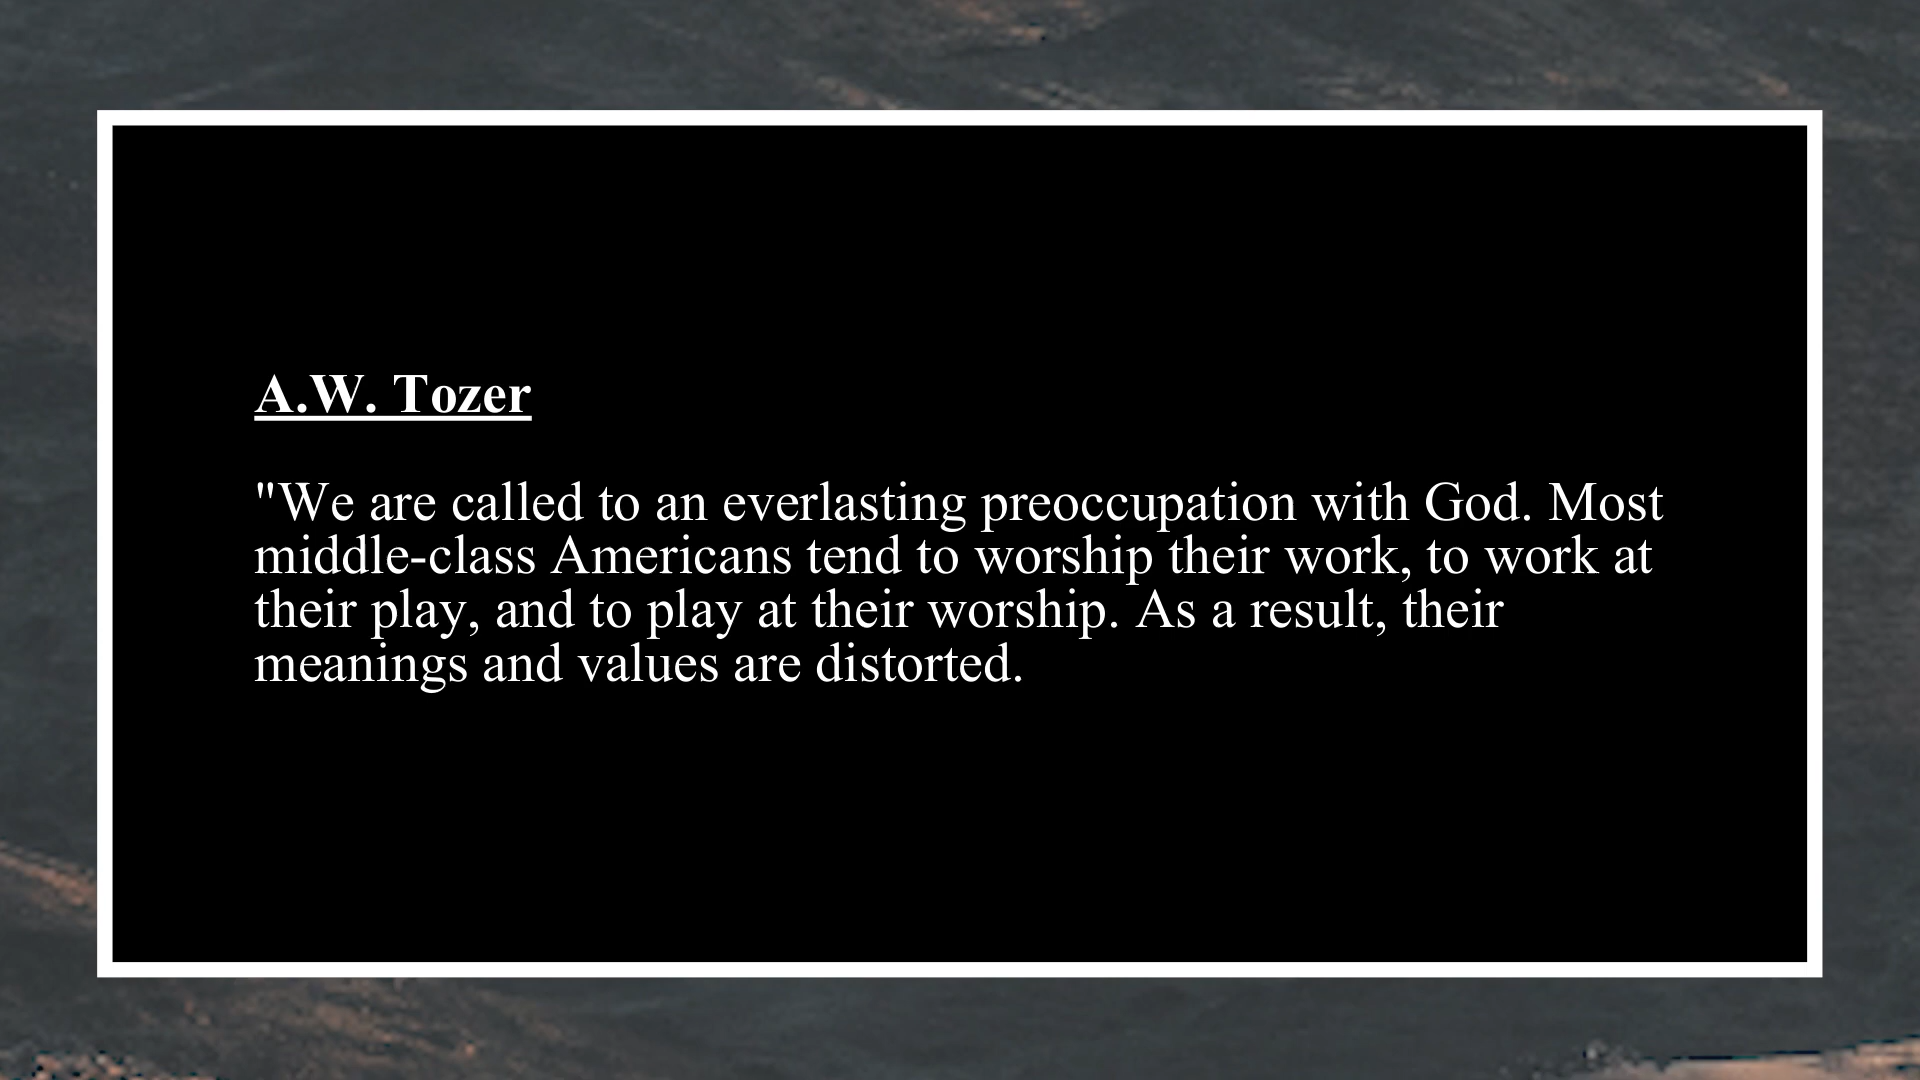 A.W. Tozer
"We are called to an everlasting preoccupation with God. Most
middle-class Americans tend to worship their work, to work at
their play, and to play at their worship. As a result, their
meanings and values are distorted.